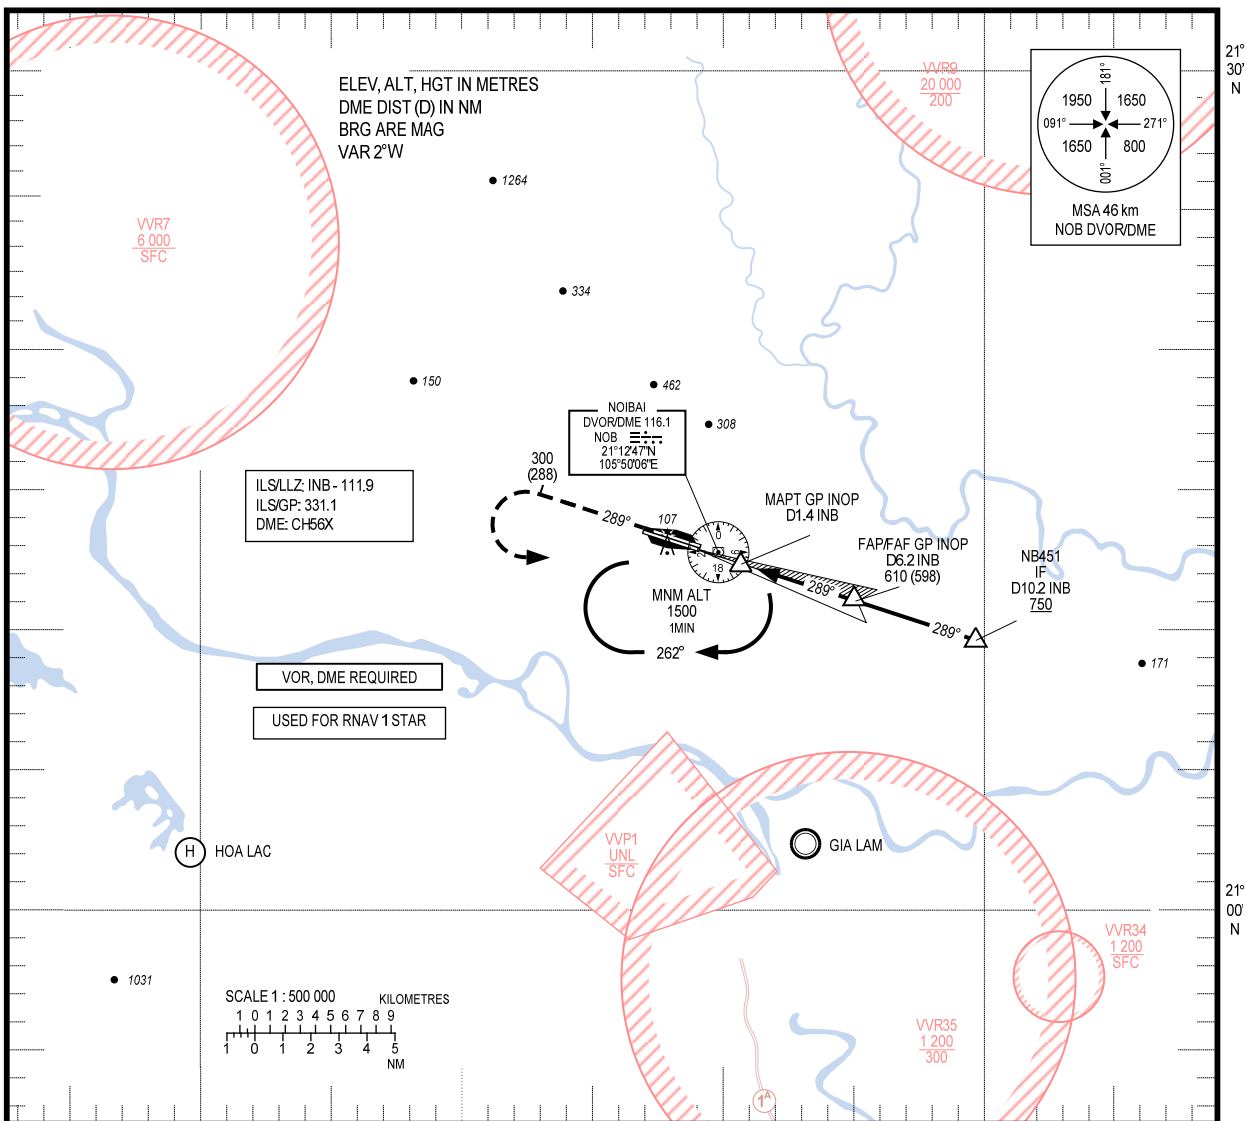 ELEV, ALT, HGT IN METRES
DME DIST (D) IN NM
BRG ARE MAG
VAR 2°W
VVR7
6 000
SFC
VVR9
20 000
200
181°
1950
1650
091°
271°
1650
800
001°
MSA 46 km
NOB DVOR/DME
21°
30'
N
1264
334
150
462
308
NOIBAI
DVOR/DME 116.1
NOB
21°12'47"N
105°50'06"E
ILS/LLZ: INB - 111.9
ILS/GP: 331.1
DME: CH56X
300
(288)
289°
107
0
9
18
MAPT GP INOP
D1.4 INB
FAP/FAF GP INOP
D6.2 INB
610 (598)
NB451
IF
D10.2 INB
750
289°
289°
MNM ALT
1500
1MIN
262°
171
VOR, DME REQUIRED
USED FOR RNAV 1 STAR
VVP1
UNL
SFC
H
HOA LAC
GIA LAM
21°
00'
N
VVR34
1 200
SFC
1031
VVR35
1 200
300
SCALE 1 : 500 000
KILOMETRES
1 0 1 2 3 4 5 6 7 8 9
1 0 1 2 3 4 5
NM
1A